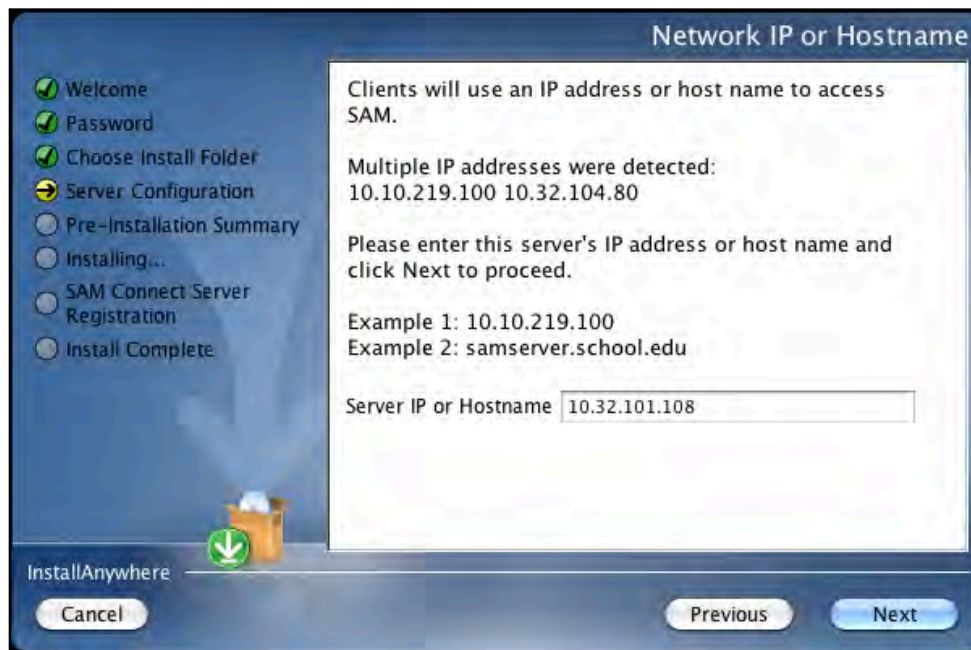 Network IP or Hostname
Welcome
Password
Choose Install Folder
Server Configuration
Pre-Installation Summary
Installing...
SAM Connect Server
Registration
Install Complete
Clients will use an IP address or host name to access
SAM.
Multiple IP addresses were detected:
10.10.219.100 10.32.104.80
Please enter this server's IP address or host name and
click Next to proceed.
Example 1: 10.10.219.100
Example 2: samserver.school.edu
Server IP or Hostname 10.32.101.108
InstallAnywhere
Cancel Previous Next